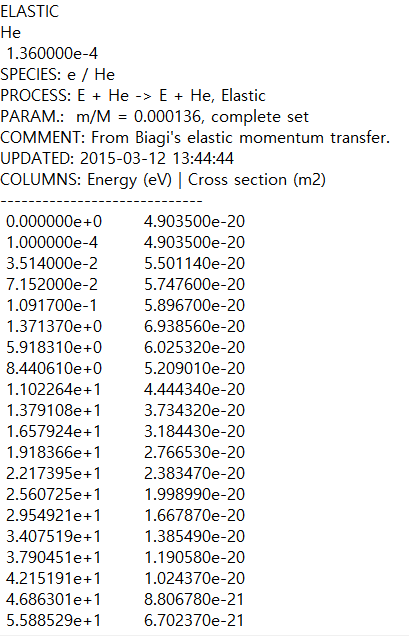 ELASTIC
He
1.360000e-4
SPECIES: e / He
PROCESS: E + He -> E + He, Elastic
PARAM.:  m/M = 0.000136, complete set
COMMENT: From Biagi's elastic momentum transfer.
UPDATED: 2015-03-12 13:44:44
COLUMNS: Energy (eV) | Cross section (m2)
-----------------------------
0.000000e+0	4.903500e-20
1.000000e-4	4.903500e-20
3.514000e-2	5.501140e-20
7.152000e-2	5.747600e-20
1.091700e-1	5.896700e-20
1.371370e+0	6.938560e-20
5.918310e+0	6.025320e-20
8.440610e+0	5.209010e-20
1.102264e+1	4.444340e-20
1.379108e+1	3.734320e-20
1.657924e+1	3.184430e-20
1.918366e+1	2.766530e-20
2.217395e+1	2.383470e-20
2.560725e+1	1.998990e-20
2.954921e+1	1.667870e-20
3.407519e+1	1.385490e-20
3.790451e+1	1.190580e-20
4.215191e+1	1.024370e-20
4.686301e+1	8.806780e-21
5.588529e+1	6.702370e-21